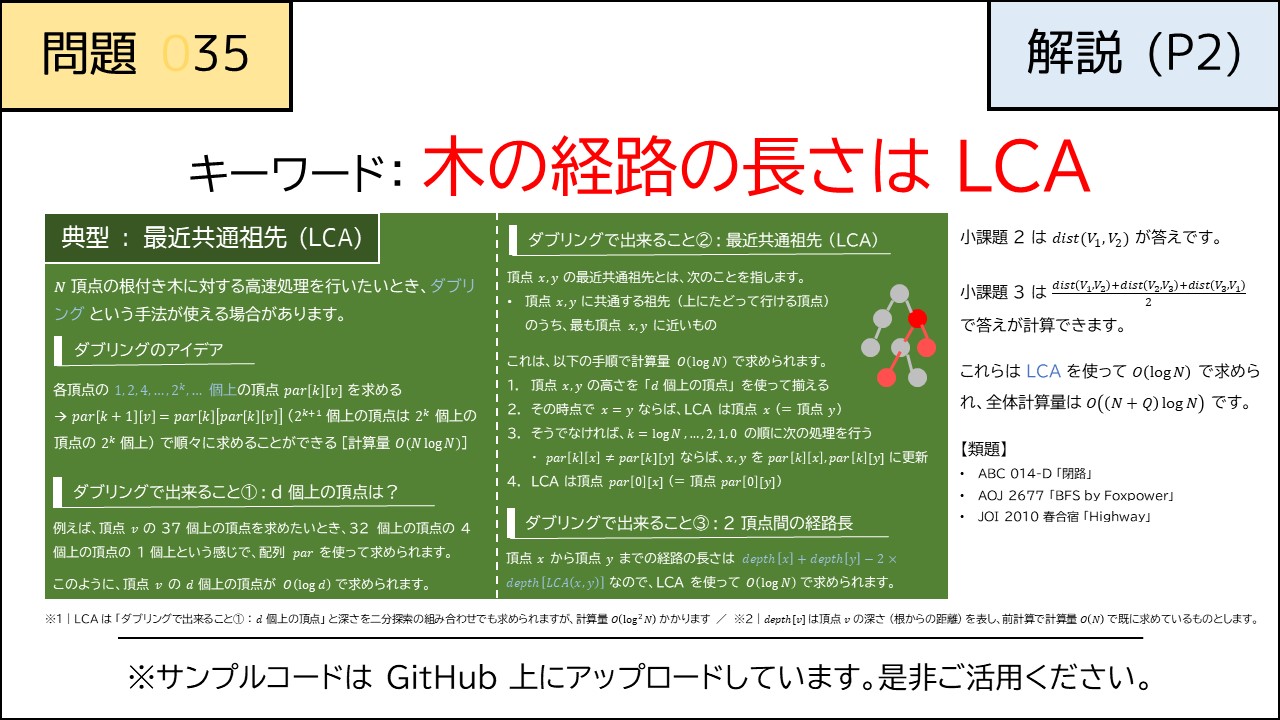 問題 035
解説 (P2)
キーワード: 木の経路の長さは LCA
典型 : 最近共通祖先 (LCA)
N 頂点の根付き木に対する高速処理を行いたいとき、ダブリ
ング という手法が使える場合があります。
ダブリングのアイデア
各頂点の 1,2,4,…,2^k,… 個上の頂点 par[k][v] を求める
→ par[k+1][v] = par[k][par[k][v]] (2^{k+1} 個上の頂点は 2^k 個上の
頂点の 2^k 個上) で順々に求めることができる [計算量 O(N log N)]
ダブリングで出来ること①: d 個上の頂点は?
例えば、頂点 v の 37 個上の頂点を求めたいとき、32 個上の頂点の 4
個上の頂点の 1 個上という感じで、配列 par を使って求められます。
このように、頂点 v の d 個上の頂点が O(log d) で求められます。
ダブリングで出来ること②: 最近共通祖先 (LCA)
頂点 x,y の最近共通祖先とは、次のことを指します。
• 頂点 x,y に共通する祖先 (上にたどって行ける頂点)
のうち、最も頂点 x,y に近いもの
これは、以下の手順で計算量 O(log N) で求められます。
1. 頂点 x,y の高さを「d 個上の頂点」を使って揃える
2. その時点で x = y ならば、LCA は頂点 x (= 頂点 y)
3. そうでなければ、k = log N ,…,2,1,0 の順に次の処理を行う
・ par[k][x] ≠ par[k][y] ならば、x,y を par[k][x],par[k][y] に更新
4. LCA は頂点 par[0][x] (= 頂点 par[0][y])
ダブリングで出来ること③: 2 頂点間の経路長
頂点 x から頂点 y までの経路の長さは depth[x] + depth[y] − 2 ×
depth[LCA(x,y)] なので、LCA を使って O(log N) で求められます。
小課題 2 は dist(V₁,V₂) が答えです。
小課題 3 は dist(V₁,V₂)+dist(V₂,V₃)+dist(V₃,V₁)
2
で答えが計算できます。
これらは LCA を使って O(log N) で求めら
れ、全体計算量は O((N + Q) log N) です。
【類題】
• ABC 014-D「閉路」
• AOJ 2677「BFS by Foxpower」
• JOI 2010 春合宿「Highway」
※1｜LCA は「ダブリングで出来ること①: d 個上の頂点」と深さを二分探索の組み合わせでも求められますが、計算量 O(log² N) かかります ／ ※2｜depth[v] は頂点 v の深さ (根からの距離) を表し、前計算で計算量 O(N) で既に求めているものとします。
※サンプルコードは GitHub 上にアップロードしています。是非ご活用ください。